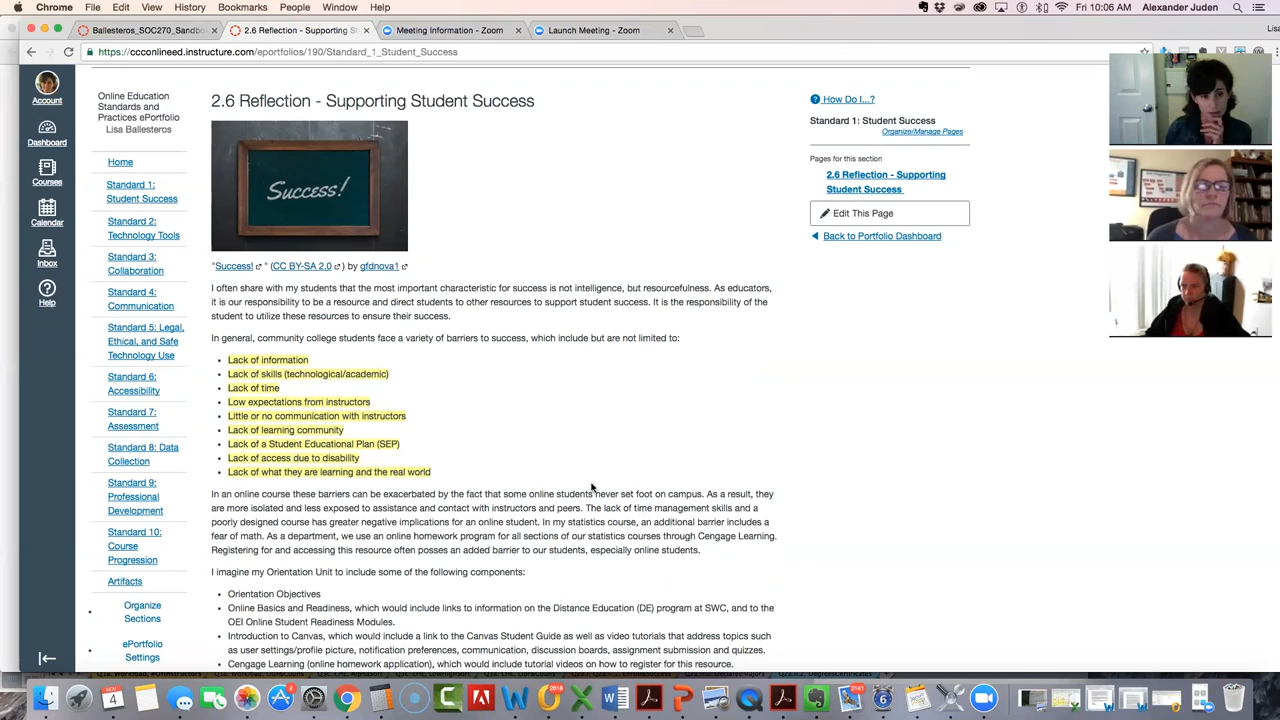 Chrome File Edit View History Bookmarks People Window Help
Fri 10:06 AM Alexander Juden
Ballesteros_SOC270_Sandbo
2.6 Reflection - Supporting S
Meeting Information - Zoom
Launch Meeting - Zoom
Lisa
https://ccconlineed.instructure.com/eportfolios/190/Standard_1_Student_Success
Account
Dashboard
Courses
Calendar
Inbox
Help
Online Education
Standards and
Practices ePortfolio
Lisa Ballesteros
Home
Standard 1:
Student Success
Standard 2:
Technology Tools
Standard 3:
Collaboration
Standard 4:
Communication
Standard 5: Legal,
Ethical, and Safe
Technology Use
Standard 6:
Accessibility
Standard 7:
Assessment
Standard 8: Data
Collection
Standard 9:
Professional
Development
Standard 10:
Course
Progression
Artifacts
Organize
Sections
ePortfolio
Settings
2.6 Reflection - Supporting Student Success
Success!
"Success! " (CC BY-SA 2.0 ) by gfdnova1
I often share with my students that the most important characteristic for success is not intelligence, but resourcefulness. As educators,
it is our responsibility to be a resource and direct students to other resources to support student success. It is the responsibility of the
student to utilize these resources to ensure their success.
In general, community college students face a variety of barriers to success, which include but are not limited to:
• Lack of information
• Lack of skills (technological/academic)
• Lack of time
• Low expectations from instructors
• Little or no communication with instructors
• Lack of learning community
• Lack of a Student Educational Plan (SEP)
• Lack of access due to disability
• Lack of what they are learning and the real world
In an online course these barriers can be exacerbated by the fact that some online students never set foot on campus. As a result, they
are more isolated and less exposed to assistance and contact with instructors and peers. The lack of time management skills and a
poorly designed course has greater negative implications for an online student. In my statistics course, an additional barrier includes a
fear of math. As a department, we use an online homework program for all sections of our statistics courses through Cengage Learning.
Registering for and accessing this resource often posses an added barrier to our students, especially online students.
I imagine my Orientation Unit to include some of the following components:
• Orientation Objectives
• Online Basics and Readiness, which would include links to information on the Distance Education (DE) program at SWC, and to the
OEI Online Student Readiness Modules.
• Introduction to Canvas, which would include a link to the Canvas Student Guide as well as video tutorials that address topics such
as user settings/profile picture, notification preferences, communication, discussion boards, assignment submission and quizzes.
• Cengage Learning (online homework application), which would include tutorial videos on how to register for this resource.
How Do I...?
Standard 1: Student Success
Organize/Manage Pages
Pages for this section
2.6 Reflection - Supporting
Student Success
Edit This Page
Back to Portfolio Dashboard